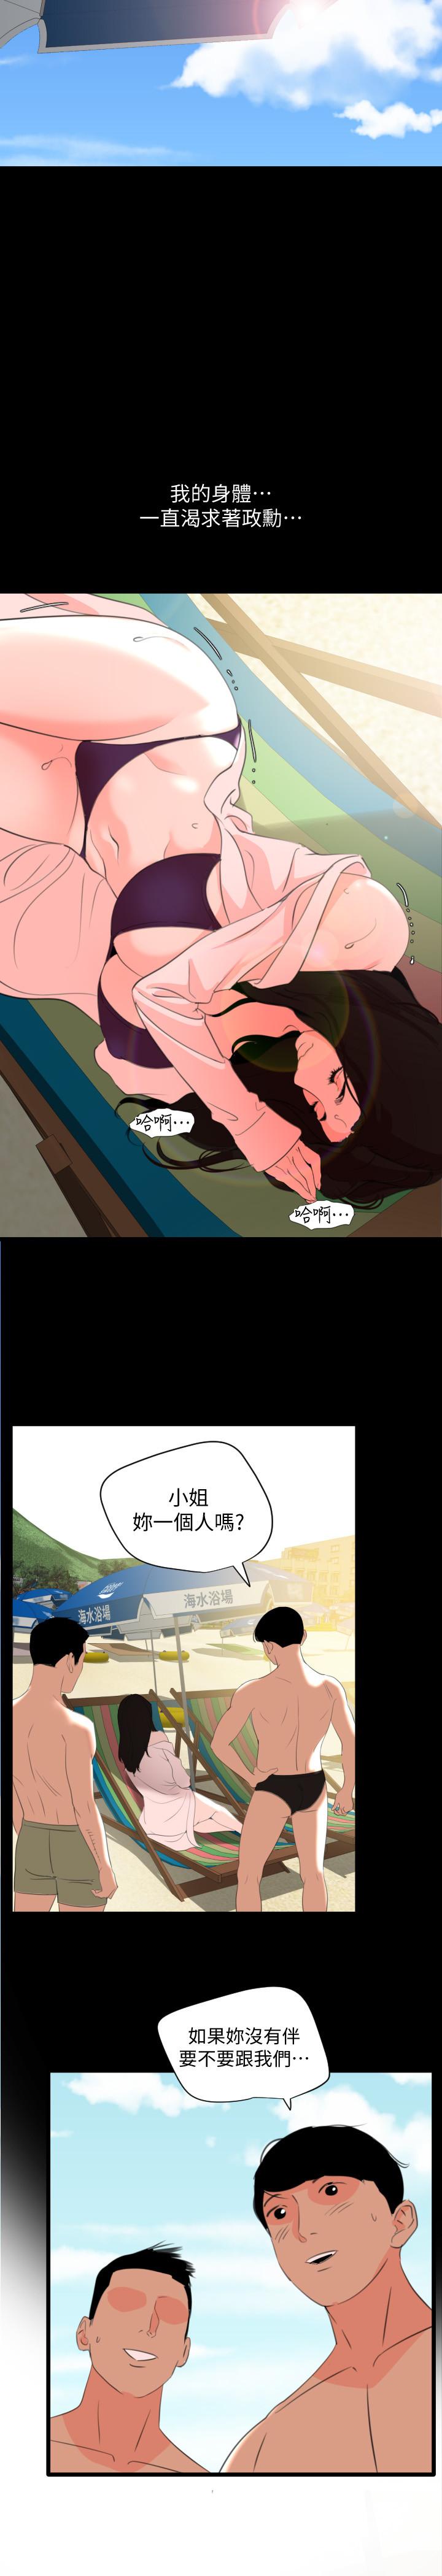 我的身體⋯
一直渴求著政勳⋯
哈啊⋯
哈啊⋯
小姐
妳一個人嗎?
海水浴場
海水浴場
如果妳沒有伴
要不要跟我們⋯